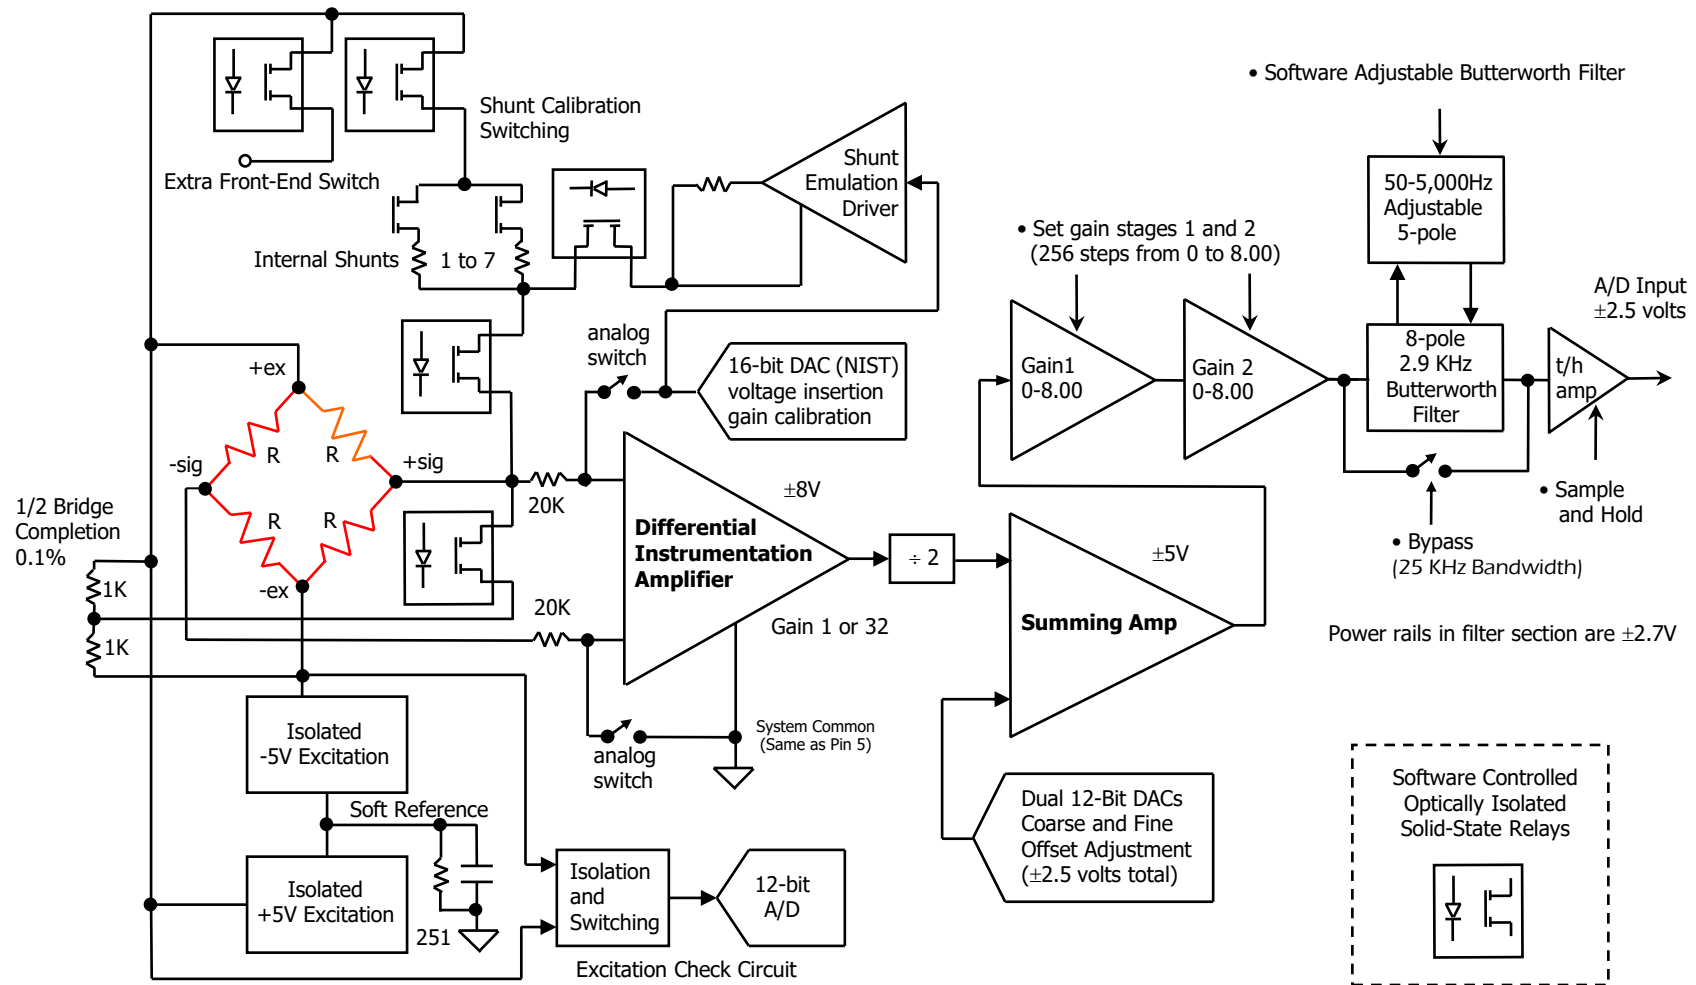 • Software Adjustable Butterworth Filter
Shunt Calibration
Switching
Extra Front-End Switch
Shunt
Emulation
Driver
50-5,000Hz
Adjustable
5-pole
• Set gain stages 1 and 2
(256 steps from 0 to 8.00)
Internal Shunts
1 to 7
A/D Input
±2.5 volts
analog
switch
16-bit DAC (NIST)
voltage insertion
gain calibration
Gain1
0-8.00
Gain 2
0-8.00
8-pole
2.9 KHz
Butterworth
Filter
t/h
amp
+ex
R
R
-sig
+sig
R
R
-ex
20K
±8V
1/2 Bridge
Completion
0.1%
1K
1K
Differential
Instrumentation
Amplifier
÷ 2
±5V
• Sample
and Hold
• Bypass
(25 KHz Bandwidth)
20K
Gain 1 or 32
Summing Amp
Power rails in filter section are ±2.7V
Isolated
-5V Excitation
analog
switch
System Common
(Same as Pin 5)
Soft Reference
Dual 12-Bit DACs
Coarse and Fine
Offset Adjustment
(±2.5 volts total)
Software Controlled
Optically Isolated
Solid-State Relays
Isolated
+5V Excitation
251
Isolation
and
Switching
12-bit
A/D
Excitation Check Circuit